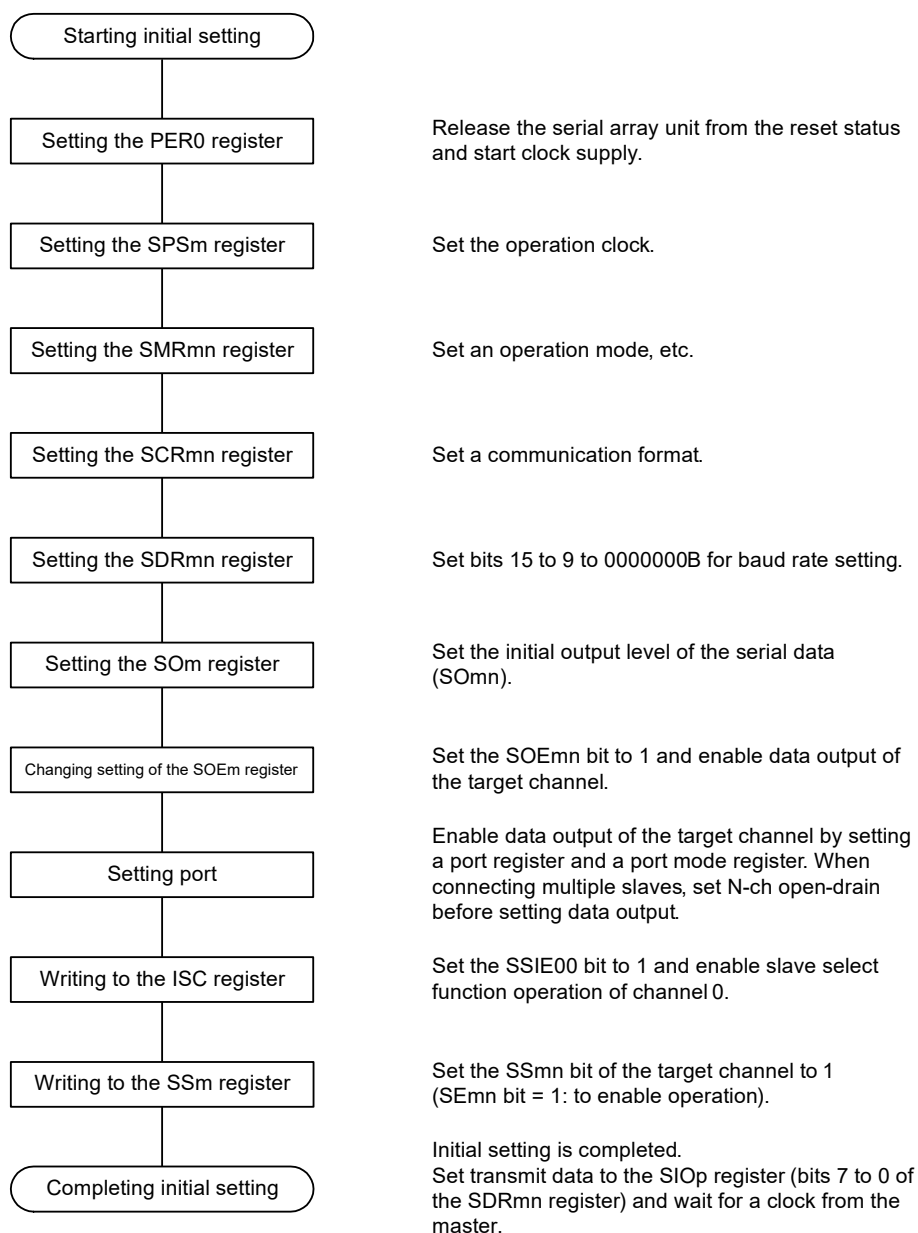 Starting initial setting
Setting the PER0 register
Release the serial array unit from the reset status
and start clock supply.
Setting the SPSm register
Set the operation clock.
Setting the SMRmn register
Set an operation mode, etc.
Setting the SCRmn register
Set a communication format.
Setting the SDRmn register
Set bits 15 to 9 to 0000000B for baud rate setting.
Setting the SOm register
Set the initial output level of the serial data
(SOmn).
Changing setting of the SOEm register
Set the SOEmn bit to 1 and enable data output of
the target channel.
Setting port
Enable data output of the target channel by setting
a port register and a port mode register. When
connecting multiple slaves, set N-ch open-drain
before setting data output.
Writing to the ISC register
Set the SSIE00 bit to 1 and enable slave select
function operation of channel 0.
Writing to the SSm register
Set the SSmn bit of the target channel to 1
(SEmn bit = 1: to enable operation).
Completing initial setting
Initial setting is completed.
Set transmit data to the SIOp register (bits 7 to 0 of
the SDRmn register) and wait for a clock from the
master.